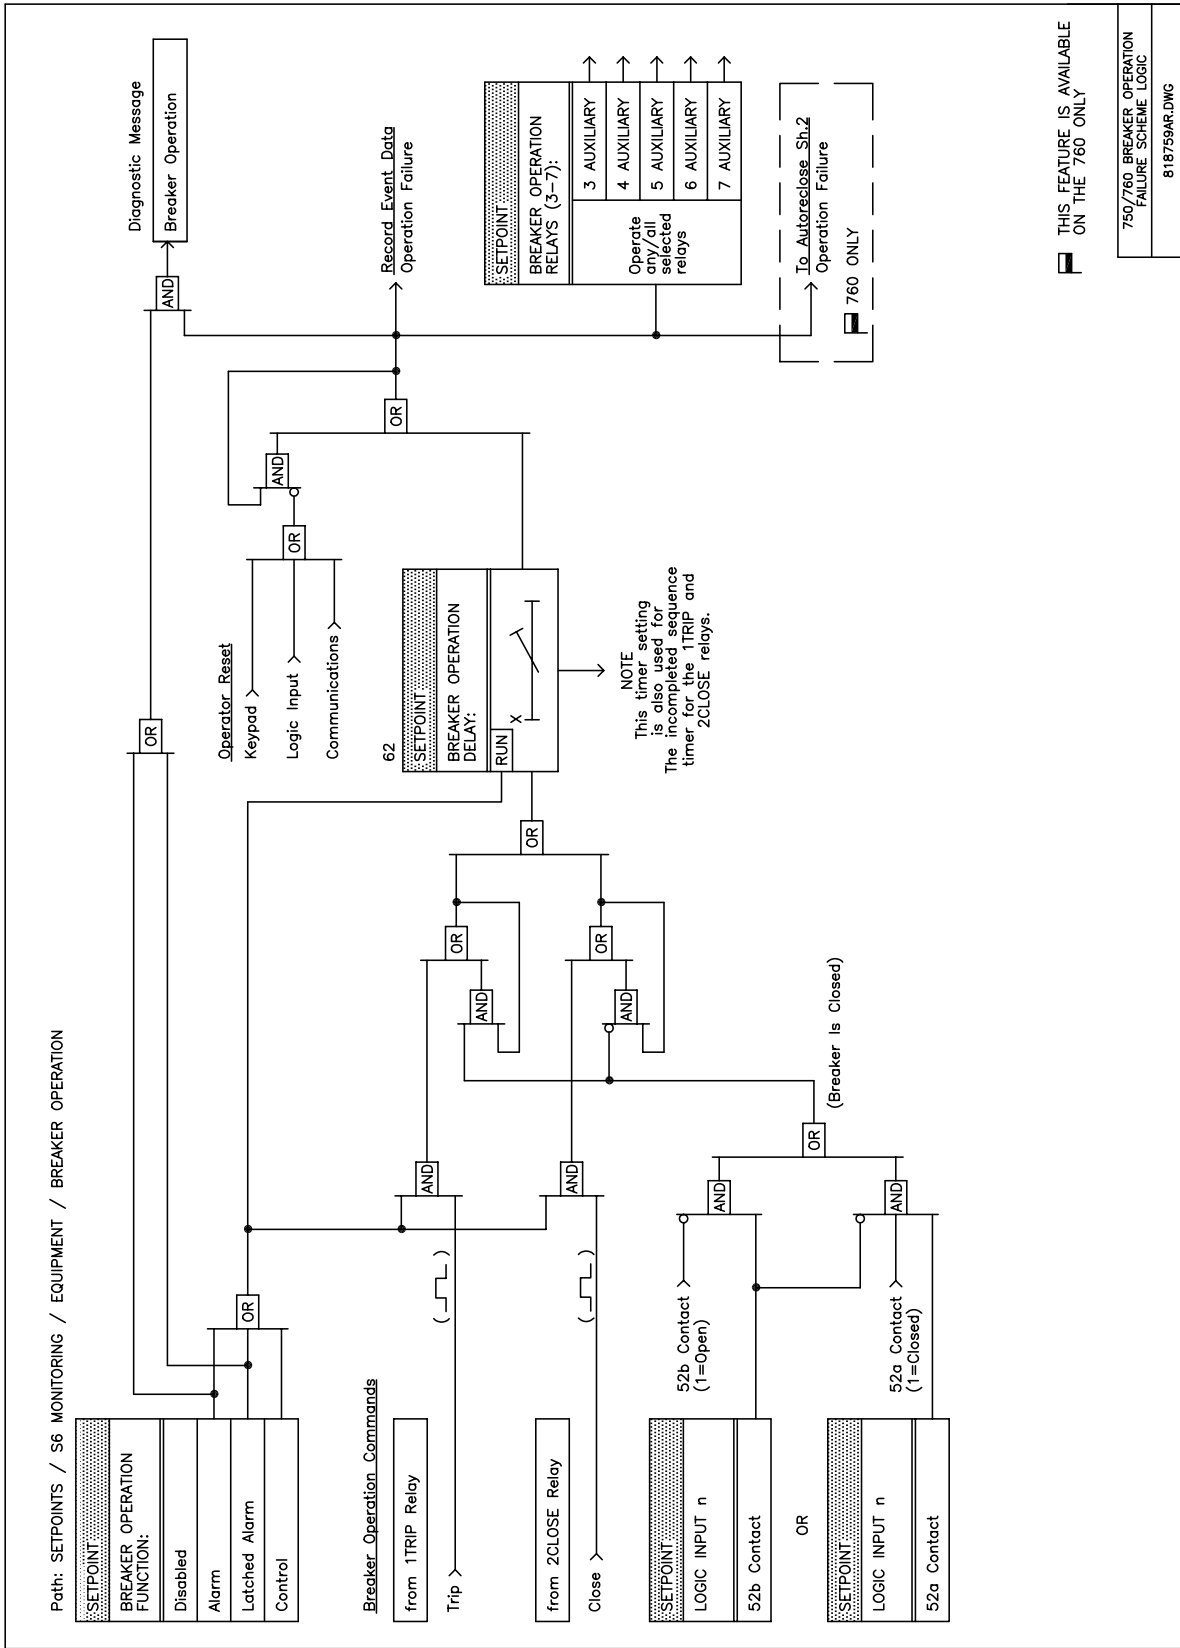 Path: SETPOINTS / S6 MONITORING / EQUIPMENT / BREAKER OPERATION
SETPOINT
BREAKER OPERATION
FUNCTION:
Disabled
Alarm
Latched Alarm
Control
OR
OR
AND
Diagnostic Message
Breaker Operation
Operator Reset
Keypad
Logic Input
Communications
OR
AND
OR
Record Event Data
Operation Failure
Breaker Operation Commands
from 1TRIP Relay
Trip
( )
AND
from 2CLOSE Relay
Close
( )
AND
AND
OR
AND
OR
OR
62
SETPOINT
BREAKER OPERATION
DELAY:
RUN
X
NOTE
This timer setting
is also used for
The incompleted sequence
timer for the 1TRIP and
2CLOSE relays.
SETPOINT
BREAKER OPERATION
RELAYS (3-7):
Operate
any/all
selected
relays
3 AUXILIARY
4 AUXILIARY
5 AUXILIARY
6 AUXILIARY
7 AUXILIARY
To Autoreclose Sh.2
Operation Failure
760 ONLY
SETPOINT
LOGIC INPUT n
52b Contact
OR
SETPOINT
LOGIC INPUT n
52a Contact
52b Contact
(1=Open)
52a Contact
(1=Closed)
AND
AND
OR
(Breaker Is Closed)
THIS FEATURE IS AVAILABLE
ON THE 760 ONLY
750/760 BREAKER OPERATION
FAILURE SCHEME LOGIC
818759AR.DWG